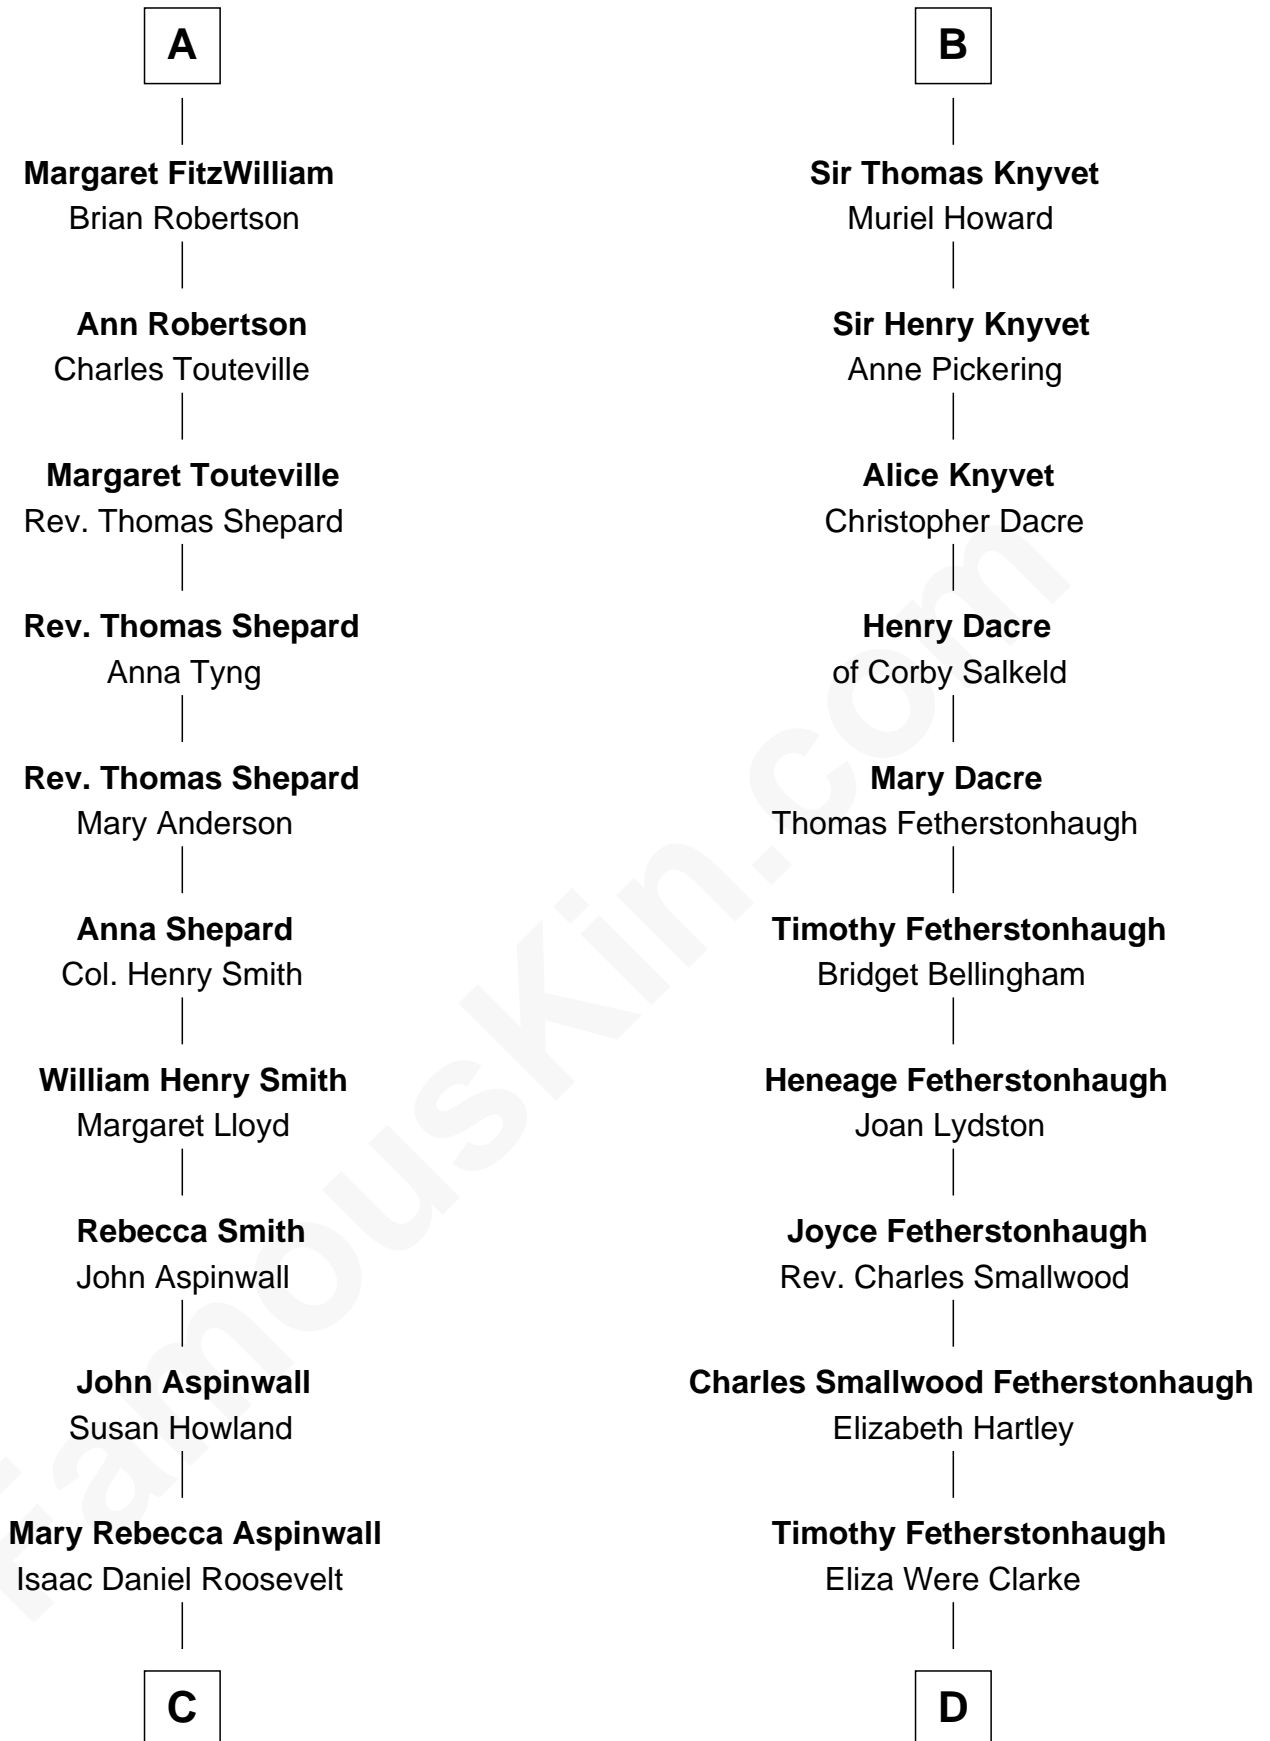 A
Margaret FitzWilliam
Brian Robertson
Ann Robertson
Charles Touteville
Margaret Touteville
Rev. Thomas Shepard
Rev. Thomas Shepard
Anna Tyng
Rev. Thomas Shepard
Mary Anderson
Anna Shepard
Col. Henry Smith
William Henry Smith
Margaret Lloyd
Rebecca Smith
John Aspinwall
John Aspinwall
Susan Howland
Mary Rebecca Aspinwall
Isaac Daniel Roosevelt
C
B
Sir Thomas Knyvet
Muriel Howard
Sir Henry Knyvet
Anne Pickering
Alice Knyvet
Christopher Dacre
Henry Dacre
of Corby Salkeld
Mary Dacre
Thomas Fetherstonhaugh
Timothy Fetherstonhaugh
Bridget Bellingham
Heneage Fetherstonhaugh
Joan Lydston
Joyce Fetherstonhaugh
Rev. Charles Smallwood
Charles Smallwood Fetherstonhaugh
Elizabeth Hartley
Timothy Fetherstonhaugh
Eliza Were Clarke
D
FamousKin.com